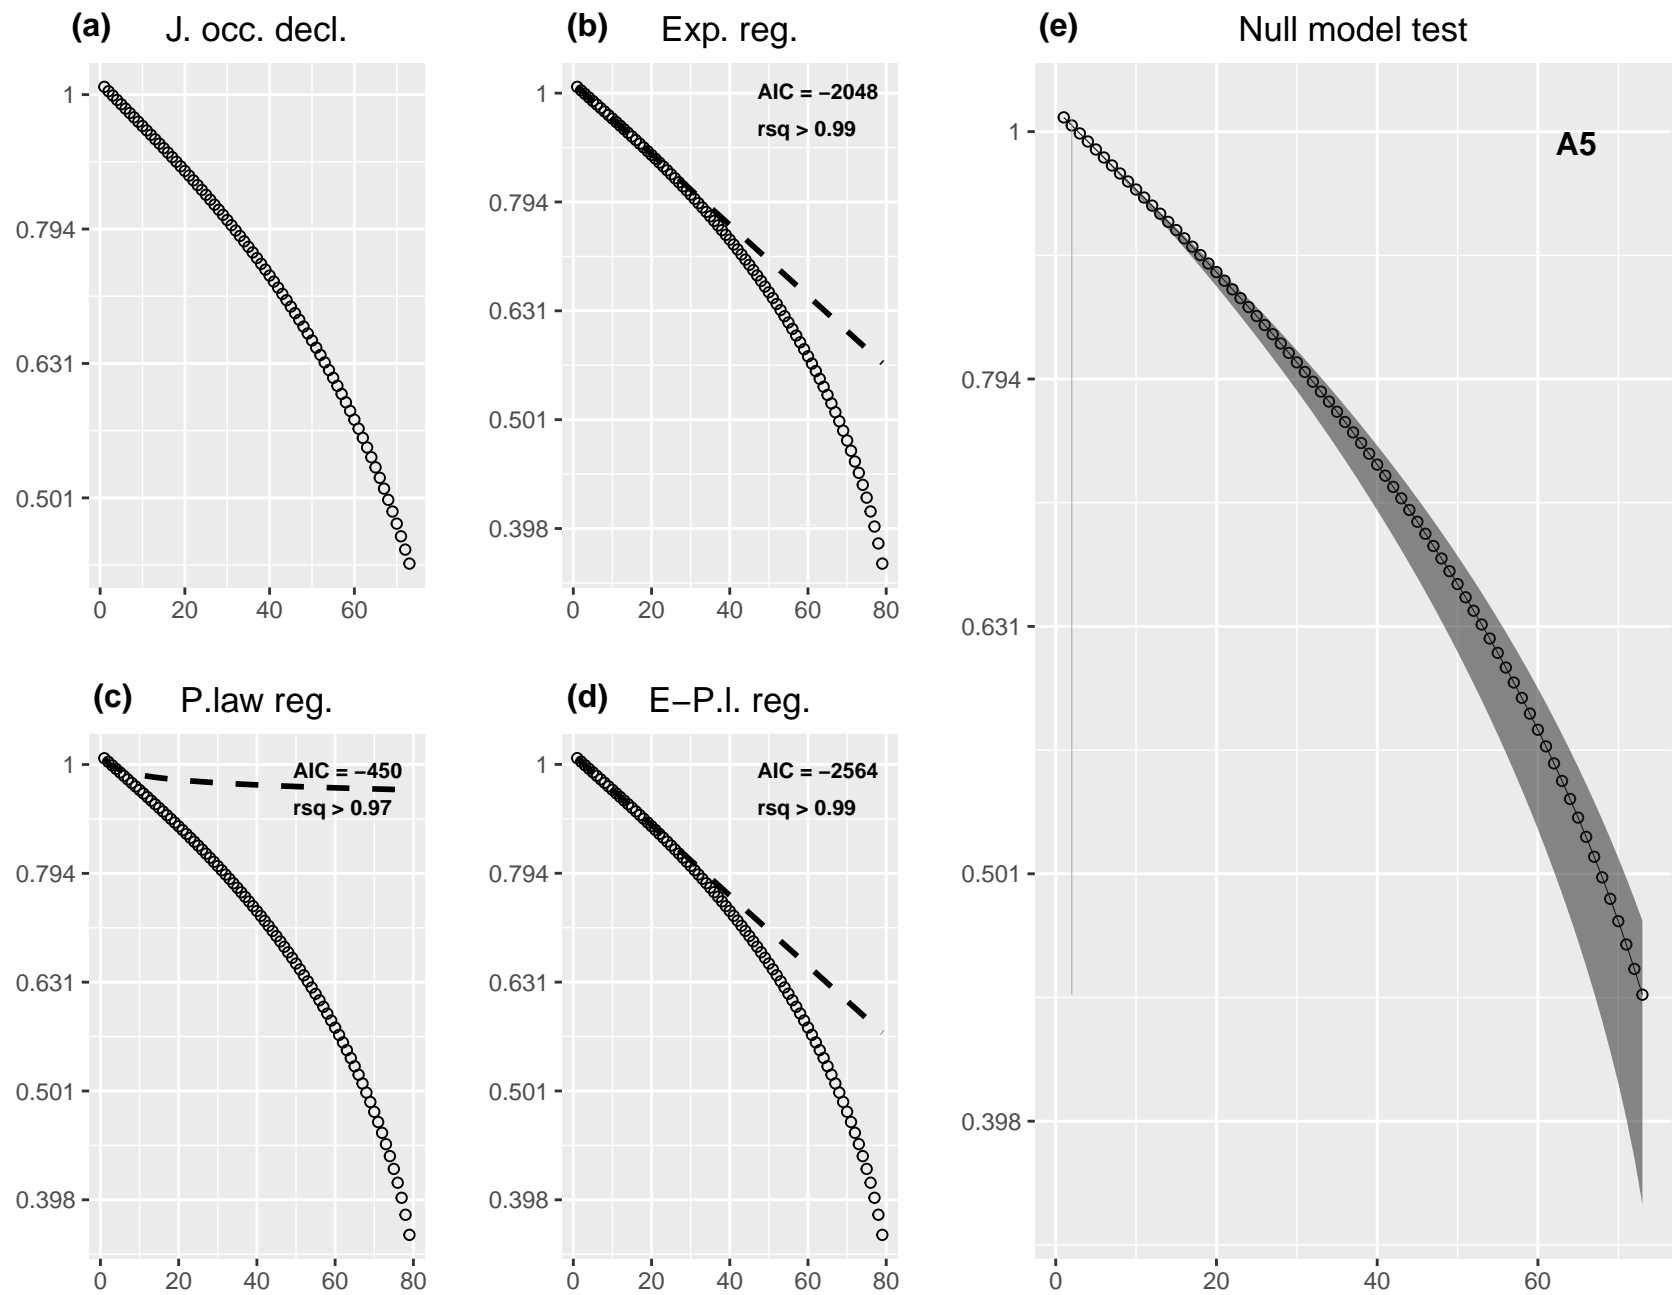 (a) J. occ. decl.
1
0.794
0.631
0.501
0 20 40 60
(b) Exp. reg.
AIC = −2048
rsq > 0.99
1
0.794
0.631
0.501
0.398
0 20 40 60 80
(c) P.law reg.
AIC = −450
rsq > 0.97
1
0.794
0.631
0.501
0.398
0 20 40 60 80
(d) E−P.l. reg.
AIC = −2564
rsq > 0.99
1
0.794
0.631
0.501
0.398
0 20 40 60 80
(e) Null model test
A5
1
0.794
0.631
0.501
0.398
0 20 40 60